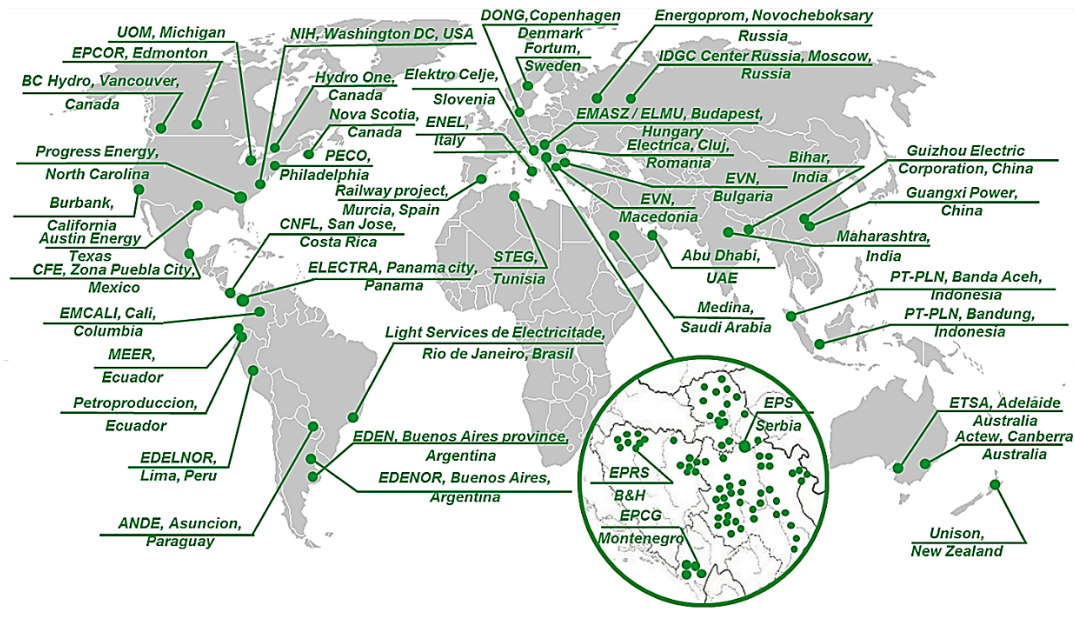 UOM, Michigan
EPCOR, Edmonton
BC Hydro, Vancouver,
Canada
NIH, Washington DC, USA
Hydro One,
Canada
Nova Scotia,
Canada
PECO,
Philadelphia
Progress Energy,
North Carolina
Burbank,
California
Austin Energy
Texas
CFE, Zona Puebla City,
Mexico
CNFL, San Jose,
Costa Rica
ELECTRA, Panama city,
Panama
EMCALI, Cali,
Columbia
MEER,
Ecuador
Petroproduccion,
Ecuador
EDELNOR,
Lima, Peru
ANDE, Asuncion,
Paraguay
Light Services de Electricitade,
Rio de Janeiro, Brasil
EDEN, Buenos Aires province,
Argentina
EDENOR, Buenos Aires,
Argentina
DONG,Copenhagen
Denmark
Fortum,
Sweden
Elektro Celje,
Slovenia
ENEL,
Italy
Railway project,
Murcia, Spain
STEG,
Tunisia
Energoprom, Novocheboksary
Russia
IDGC Center Russia, Moscow,
Russia
EMASZ / ELMU, Budapest,
Hungary
Electrica, Cluj,
Romania
EVN,
Bulgaria
EVN,
Macedonia
Bihar,
India
Guizhou Electric
Corporation, China
Guangxi Power,
China
Maharashtra,
India
Abu Dhabi,
UAE
Medina,
Saudi Arabia
PT-PLN, Banda Aceh,
Indonesia
PT-PLN, Bandung,
Indonesia
EPS
Serbia
EPRS
B&H
EPCG
Montenegro
ETSA, Adelaide
Australia
Actew, Canberra
Australia
Unison,
New Zealand